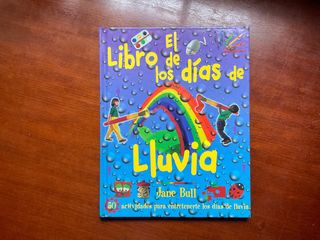 El
Libro de
los días de
Lluvia
Jane Bull
50 actividades para entretenerte los días de lluvia